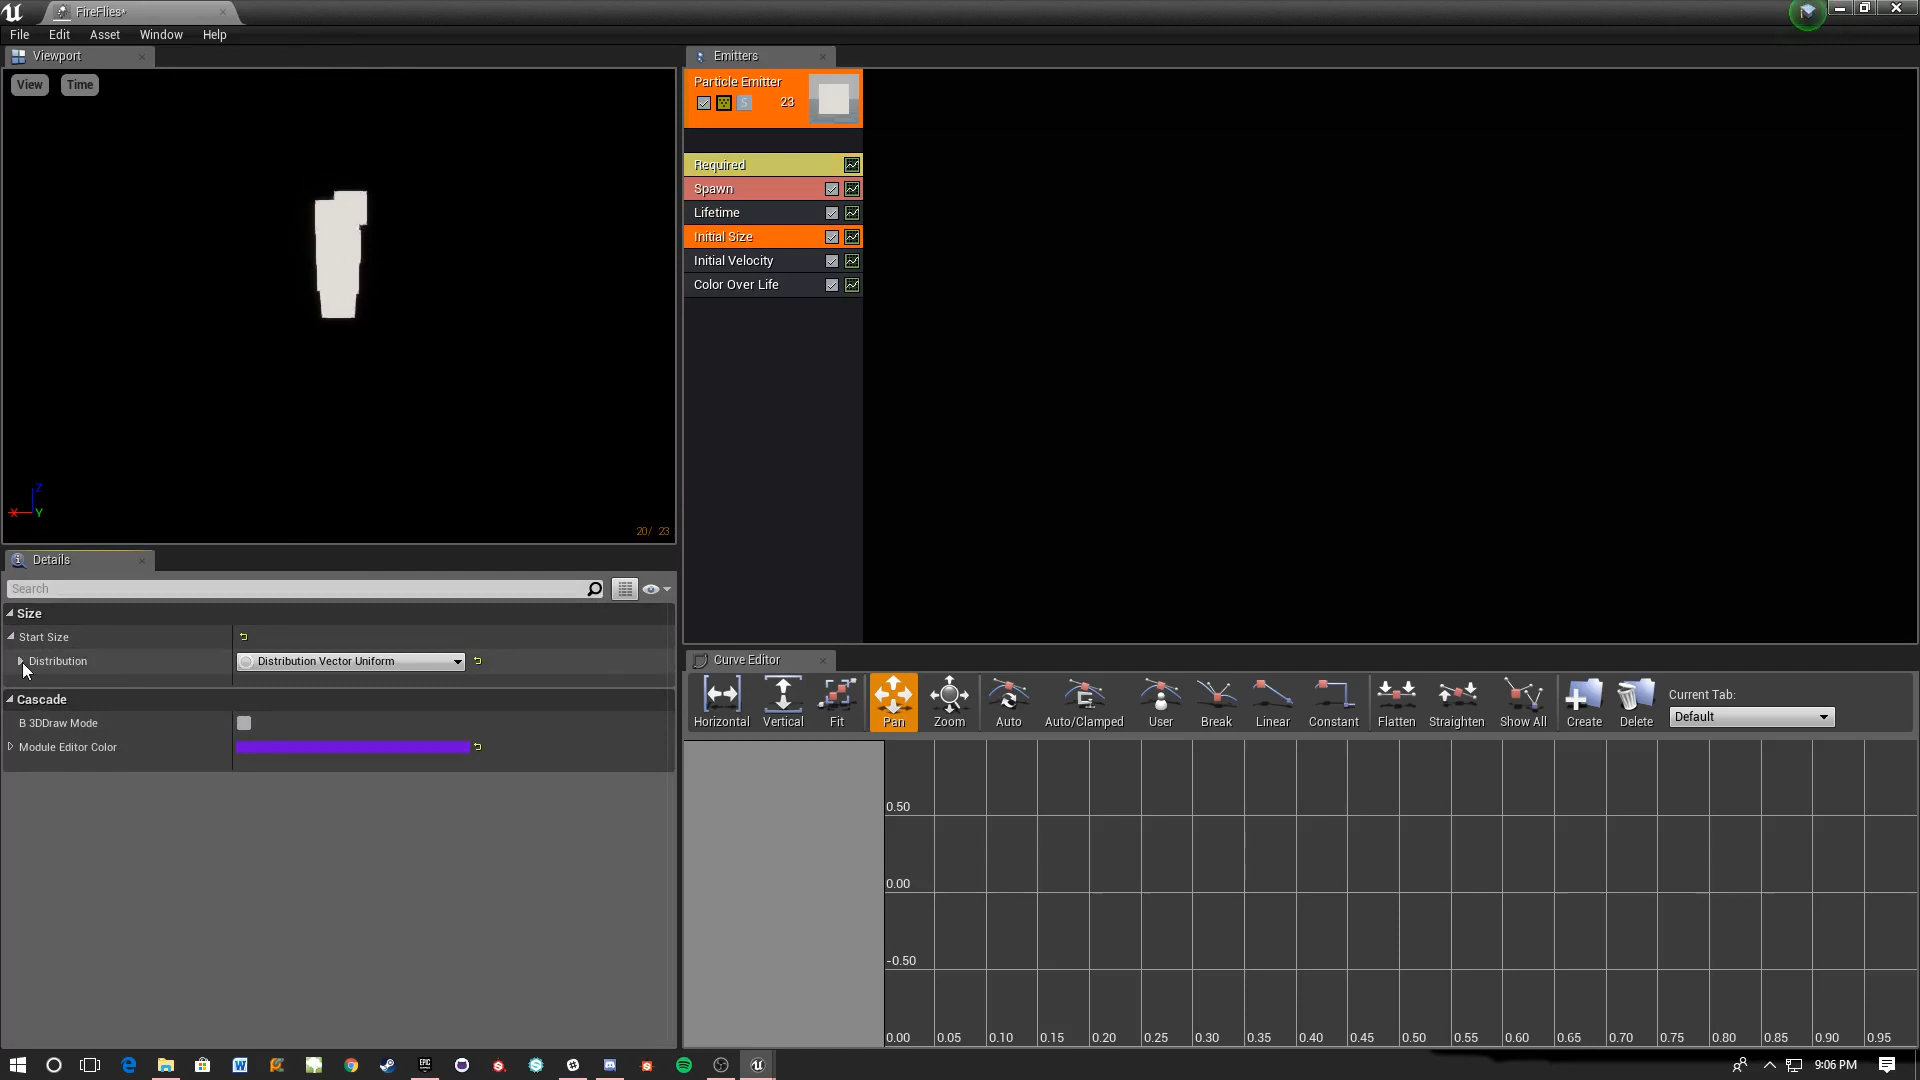 FireFlies*
File Edit Asset Window Help
Viewport
View Time
Z
X Y
20/ 23
Emitters
Particle Emitter
S 23
Required
Spawn
Lifetime
Initial Size
Initial Velocity
Color Over Life
Details
Search
Size
Start Size
Distribution Distribution Vector Uniform
Cascade
B 3DDraw Mode
Module Editor Color
Curve Editor
Horizontal Vertical Fit Pan Zoom Auto Auto/Clamped User Break Linear Constant Flatten Straighten Show All Create Delete
Current Tab:
Default
0.50
0.00
-0.50
0.00 0.05 0.10 0.15 0.20 0.25 0.30 0.35 0.40 0.45 0.50 0.55 0.60 0.65 0.70 0.75 0.80 0.85 0.90 0.95
9:06 PM